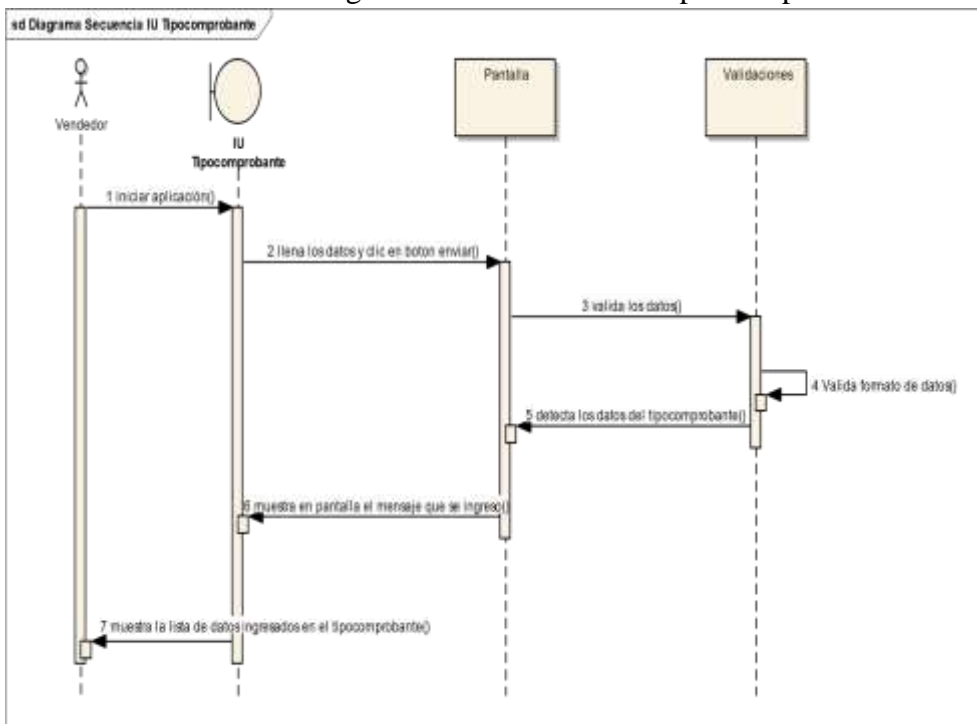 sd Diagrama Secuencia IU Tipocomprobante
Vendedor
IU
Tipocomprobante
Pantalla
Validaciones
1 Iniciar aplicación()
2 llena los datos y clic en boton enviar()
3 valida los datos()
4 Valida formato de datos()
5 detecta los datos del tipocomprobante()
6 muestra en pantalla el mensaje que se ingreso()
7 muestra la lista de datos ingresados en el tipocomprobante()